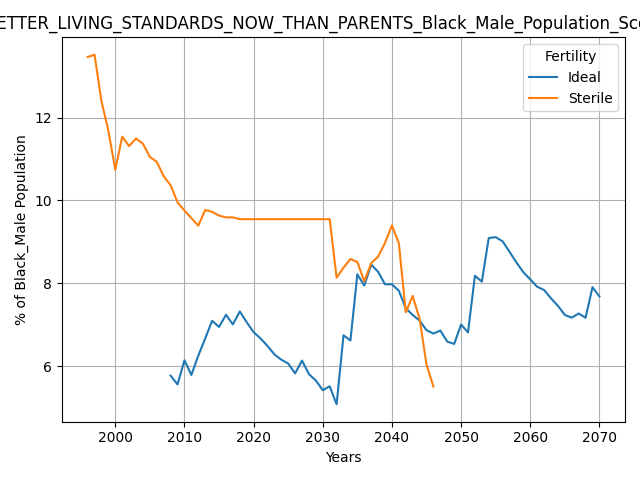 ETTER_LIVING_STANDARDS_NOW_THAN_PARENTS_Black_Male_Population_Sc
Fertility
Ideal
Sterile
% of Black_Male Population
12
10
8
6
2000 2010 2020 2030 2040 2050 2060 2070
Years